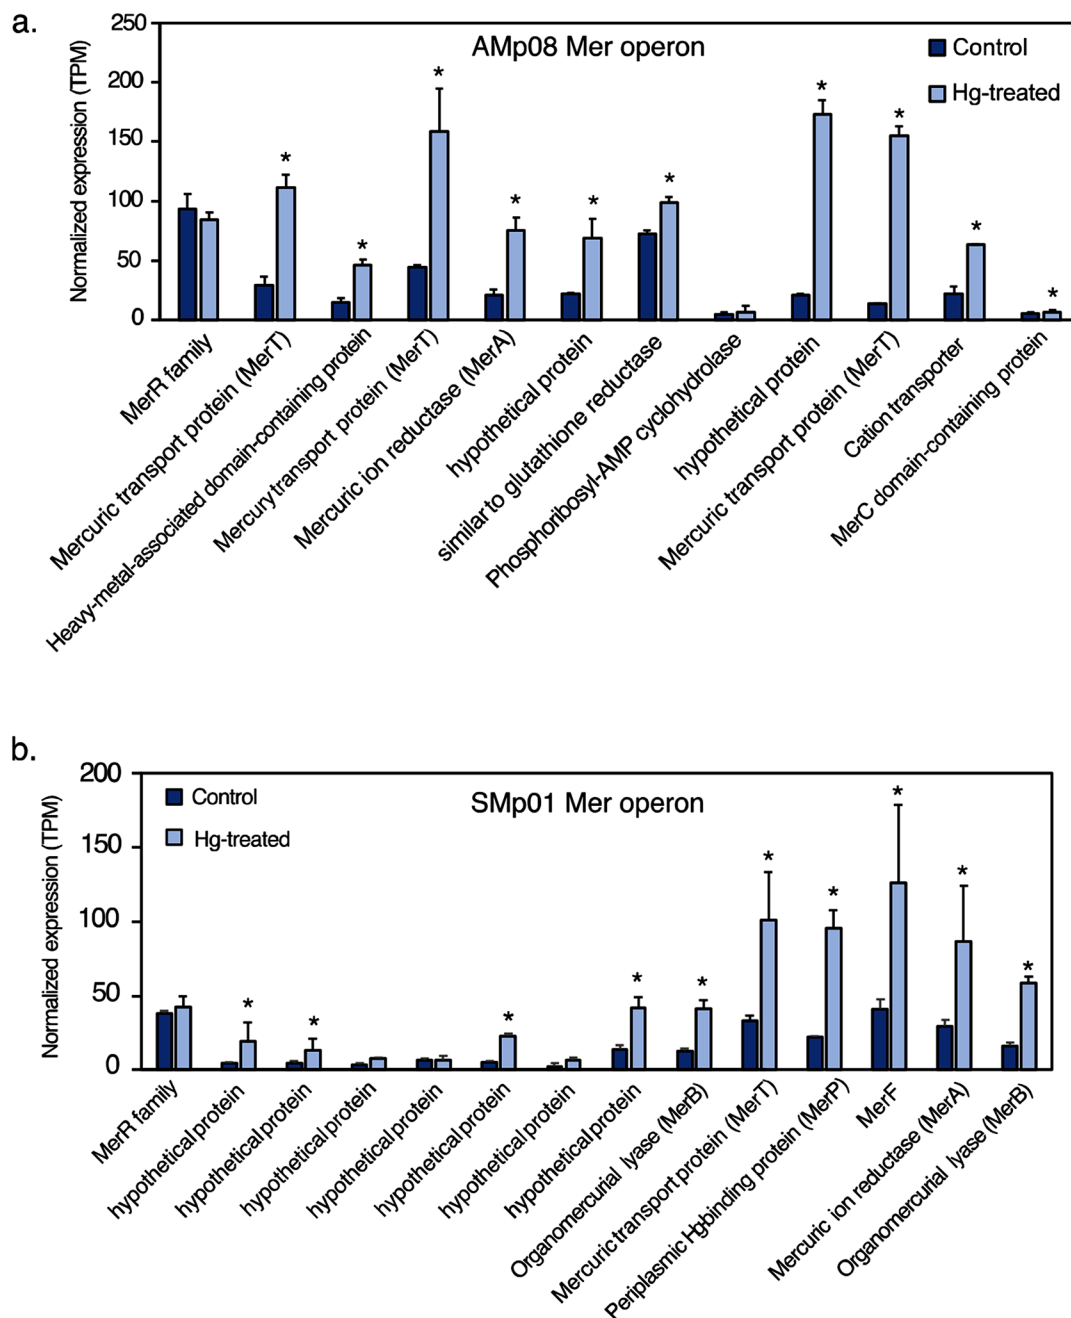 a.
250
200
150
100
50
0
Normalized expression (TPM)
AMp08 Mer operon
Control
Hg-treated
*
*
*
*
*
*
*
*
*
*
MerR family
Mercuric transport protein (MerT)
Heavy-metal-associated domain-containing protein
Mercury transport protein (MerT)
Mercuric ion reductase (MerA)
hypothetical protein
similar to glutathione reductase
Phosphoribosyl-AMP cyclohydrolase
hypothetical protein
Mercuric transport protein (MerT)
Cation transporter
MerC domain-containing protein
b.
200
150
100
50
0
Normalized expression (TPM)
SMp01 Mer operon
Control
Hg-treated
*
*
*
*
*
*
*
*
*
*
MerR family
hypothetical protein
hypothetical protein
hypothetical protein
hypothetical protein
hypothetical protein
hypothetical protein
hypothetical protein
Organomercurial lyase (MerB)
Mercuric transport protein (MerT)
Periplasmic Hg-binding protein (MerP)
MerF
Mercuric ion reductase (MerA)
Organomercurial lyase (MerB)